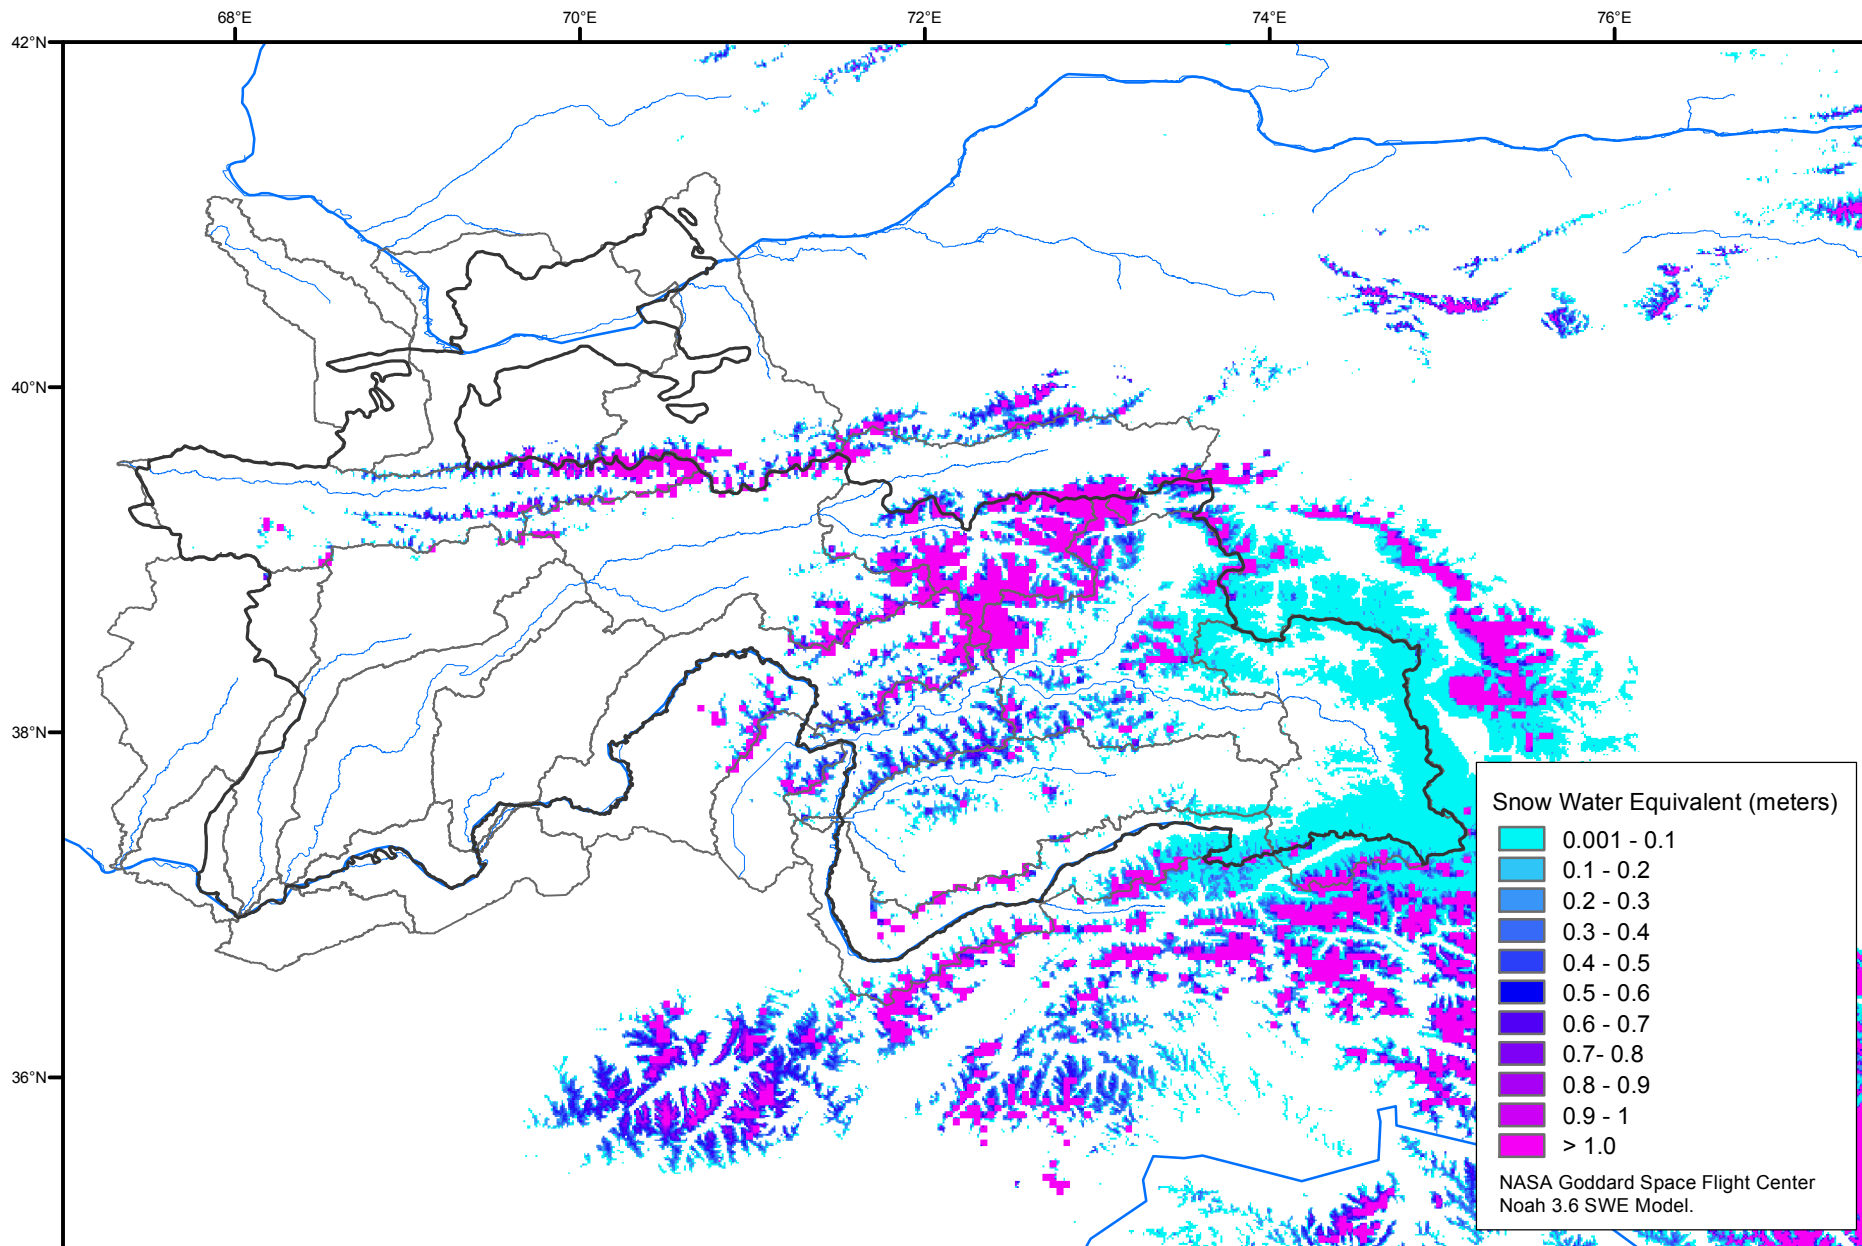 68°E 70°E 72°E 74°E 76°E
42°N
40°N
38°N
36°N
Snow Water Equivalent (meters)
0.001 - 0.1
0.1 - 0.2
0.2 - 0.3
0.3 - 0.4
0.4 - 0.5
0.5 - 0.6
0.6 - 0.7
0.7- 0.8
0.8 - 0.9
0.9 - 1
> 1.0
NASA Goddard Space Flight Center
Noah 3.6 SWE Model.